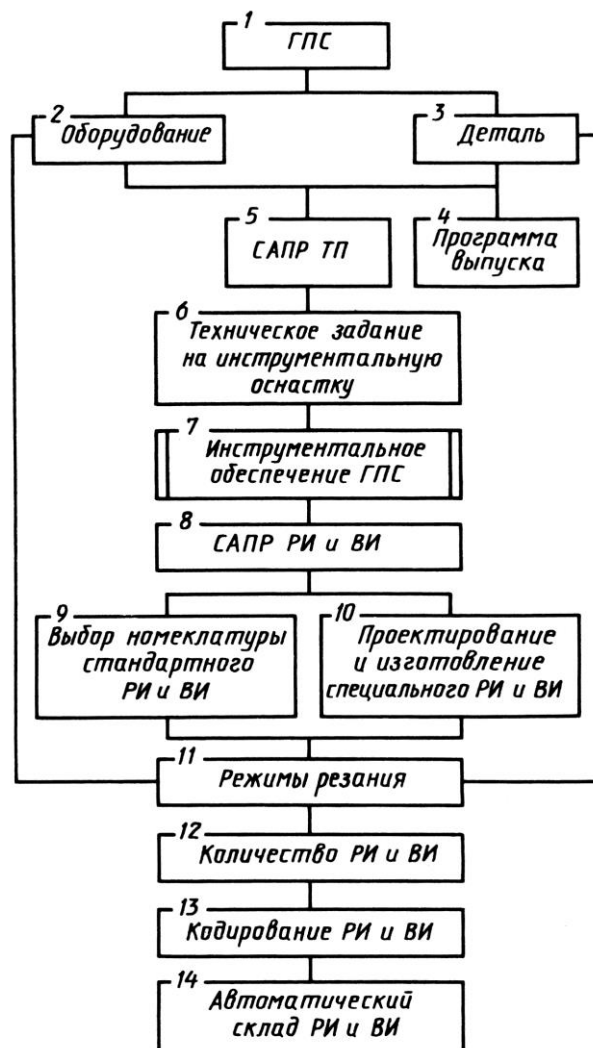 1
ГПС
2
Оборудование
3
Деталь
5
САПР ТП
4
Программа
выпуска
6
Техническое задание
на инструментальную
оснастку
7
Инструментальное
обеспечение ГПС
8
САПР РИ и ВИ
9
Выбор номеклатуры
стандартного
РИ и ВИ
10
Проектирование
и изготовление
специального РИ и ВИ
11
Режимы резания
12
Количество РИ и ВИ
13
Кодирование РИ и ВИ
14
Автоматический
склад РИ и ВИ